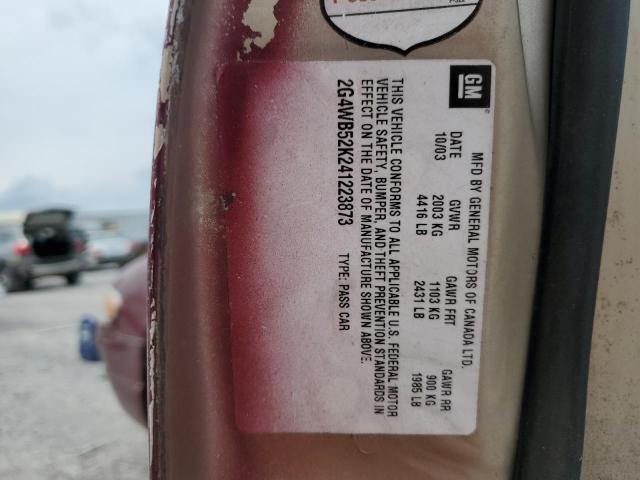 GM
MFD BY GENERAL MOTORS OF CANADA LTD.
DATE GVWR GAWR FRT GAWR RR
10/03 2003 KG 1103 KG 900 KG
4416 LB 2431 LB 1985 LB
THIS VEHICLE CONFORMS TO ALL APPLICABLE U.S. FEDERAL MOTOR
VEHICLE SAFETY, BUMPER, AND THEFT PREVENTION STANDARDS IN
EFFECT ON THE DATE OF MANUFACTURE SHOWN ABOVE.
2G4WB52K241223873 TYPE: PASS CAR